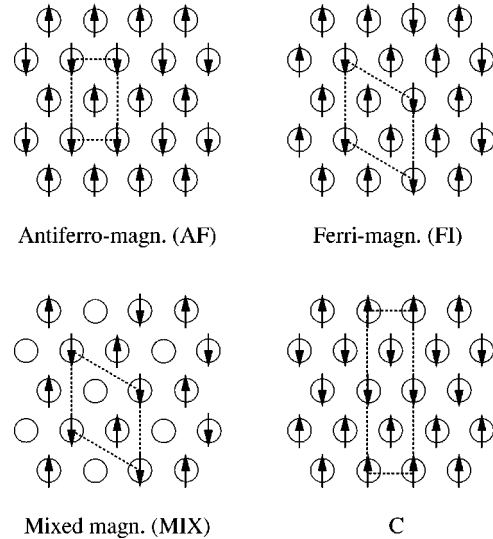 Antiferro-magn. (AF)
Ferri-magn. (FI)
Mixed magn. (MIX)
C